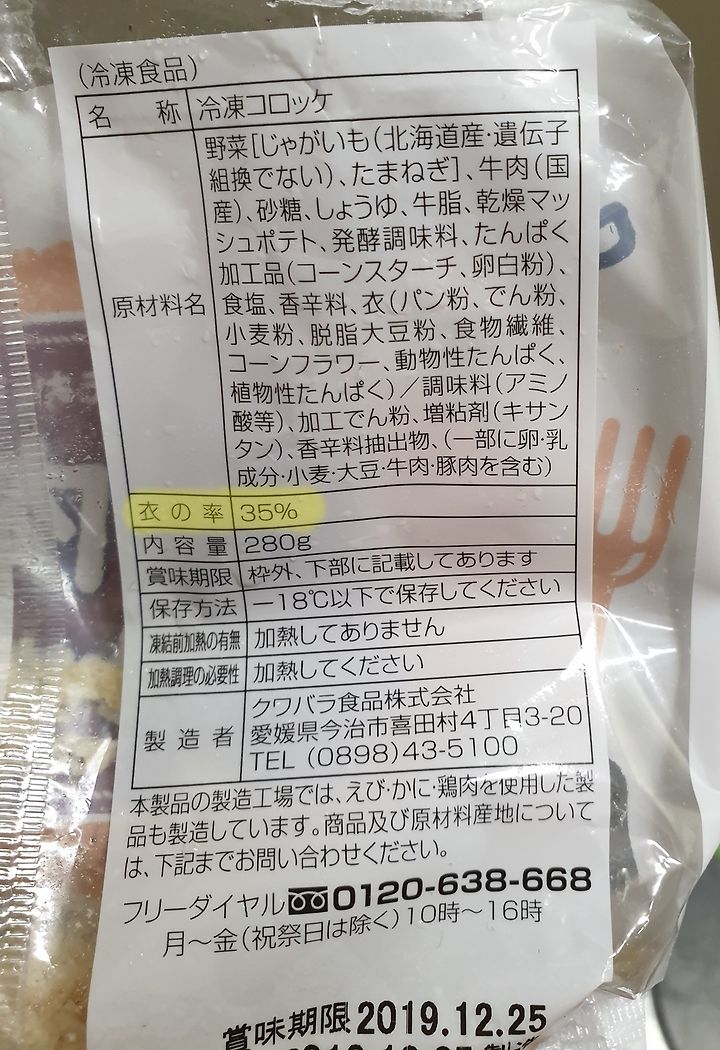 (冷凍食品)
名 称 冷凍コロッケ
原材料名 野菜[じゃがいも(北海道産・遺伝子
組換でない)、たまねぎ]、牛肉(国
産)、砂糖、しょうゆ、牛脂、乾燥マッ
シュポテト、発酵調味料、たんぱく
加工品(コーンスターチ、卵白粉)、
食塩、香辛料、衣(パン粉、でん粉、
小麦粉、脱脂大豆粉、食物繊維、
コーンフラワー、動物性たんぱく、
植物性たんぱく)/調味料(アミノ
酸等)、加工でん粉、増粘剤(キサン
タン)、香辛料抽出物、(一部に卵・乳
成分・小麦・大豆・牛肉・豚肉を含む)
衣の率 35%
内容量 280g
賞味期限 枠外、下部に記載してあります
保存方法 −18℃以下で保存してください
凍結前加熱の有無 加熱してありません
加熱調理の必要性 加熱してください
製造者 クワバラ食品株式会社
愛媛県今治市喜田村4丁目3-20
TEL (0898)43-5100
本製品の製造工場では、えび・かに・鶏肉を使用した製
品も製造しています。商品及び原材料産地について
は、下記までお問い合わせください。
フリーダイヤル 0120-638-668
月〜金(祝祭日は除く)10時〜16時
賞味期限 2019.12.25